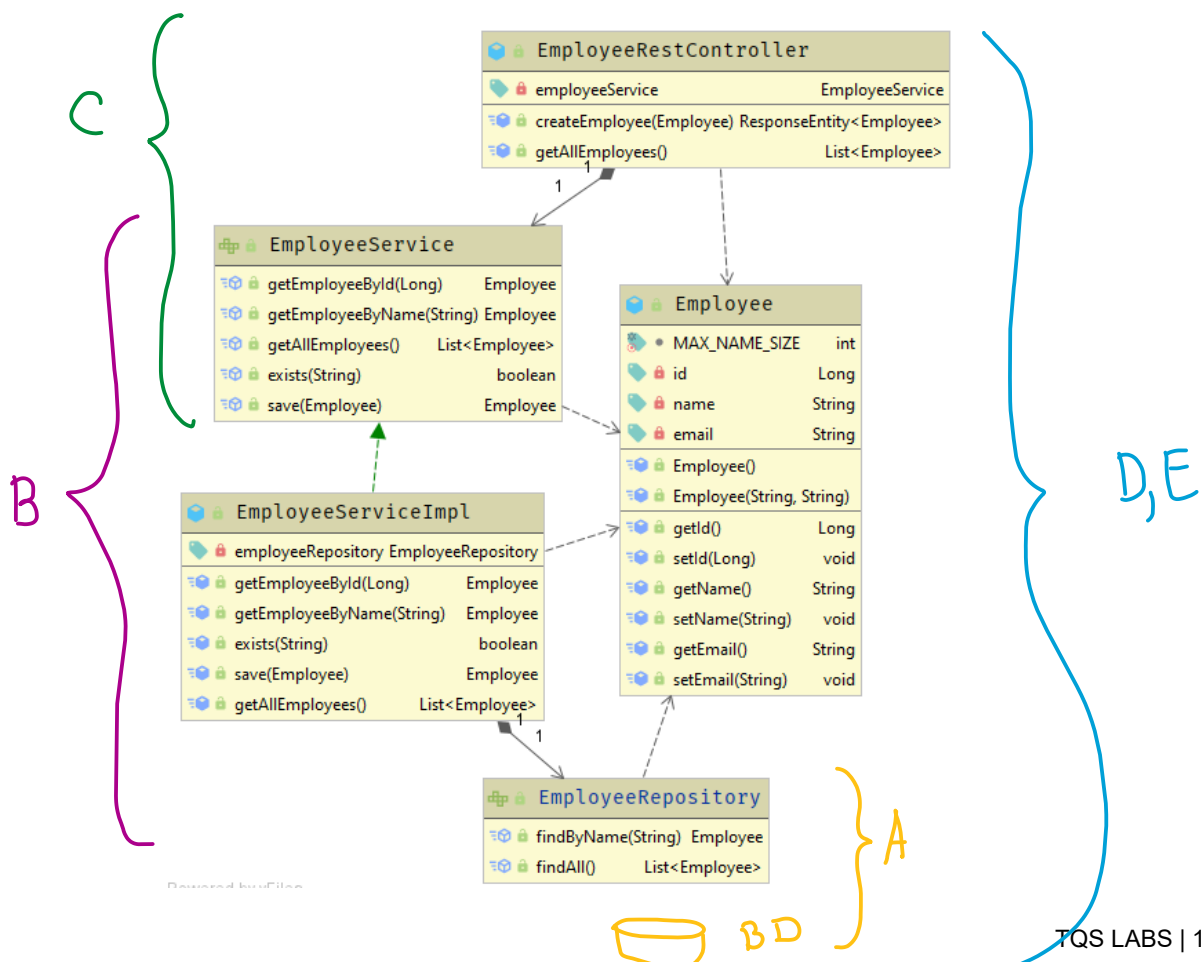 C
EmployeeRestController
employeeService EmployeeService
createEmployee(Employee) ResponseEntity<Employee>
getAllEmployees() List<Employee>
1
1
EmployeeService
getEmployeeById(Long) Employee
getEmployeeByName(String) Employee
getAllEmployees() List<Employee>
exists(String) boolean
save(Employee) Employee
Employee
MAX_NAME_SIZE int
id Long
name String
email String
Employee()
Employee(String, String)
getId() Long
setId(Long) void
getName() String
setName(String) void
getEmail() String
setEmail(String) void
D,E
B
EmployeeServiceImpl
employeeRepository EmployeeRepository
getEmployeeById(Long) Employee
getEmployeeByName(String) Employee
exists(String) boolean
save(Employee) Employee
getAllEmployees() List<Employee>
1
1
EmployeeRepository
findByName(String) Employee
findAll() List<Employee>
A
Powered by yFiles
BD
TQS LABS | 1